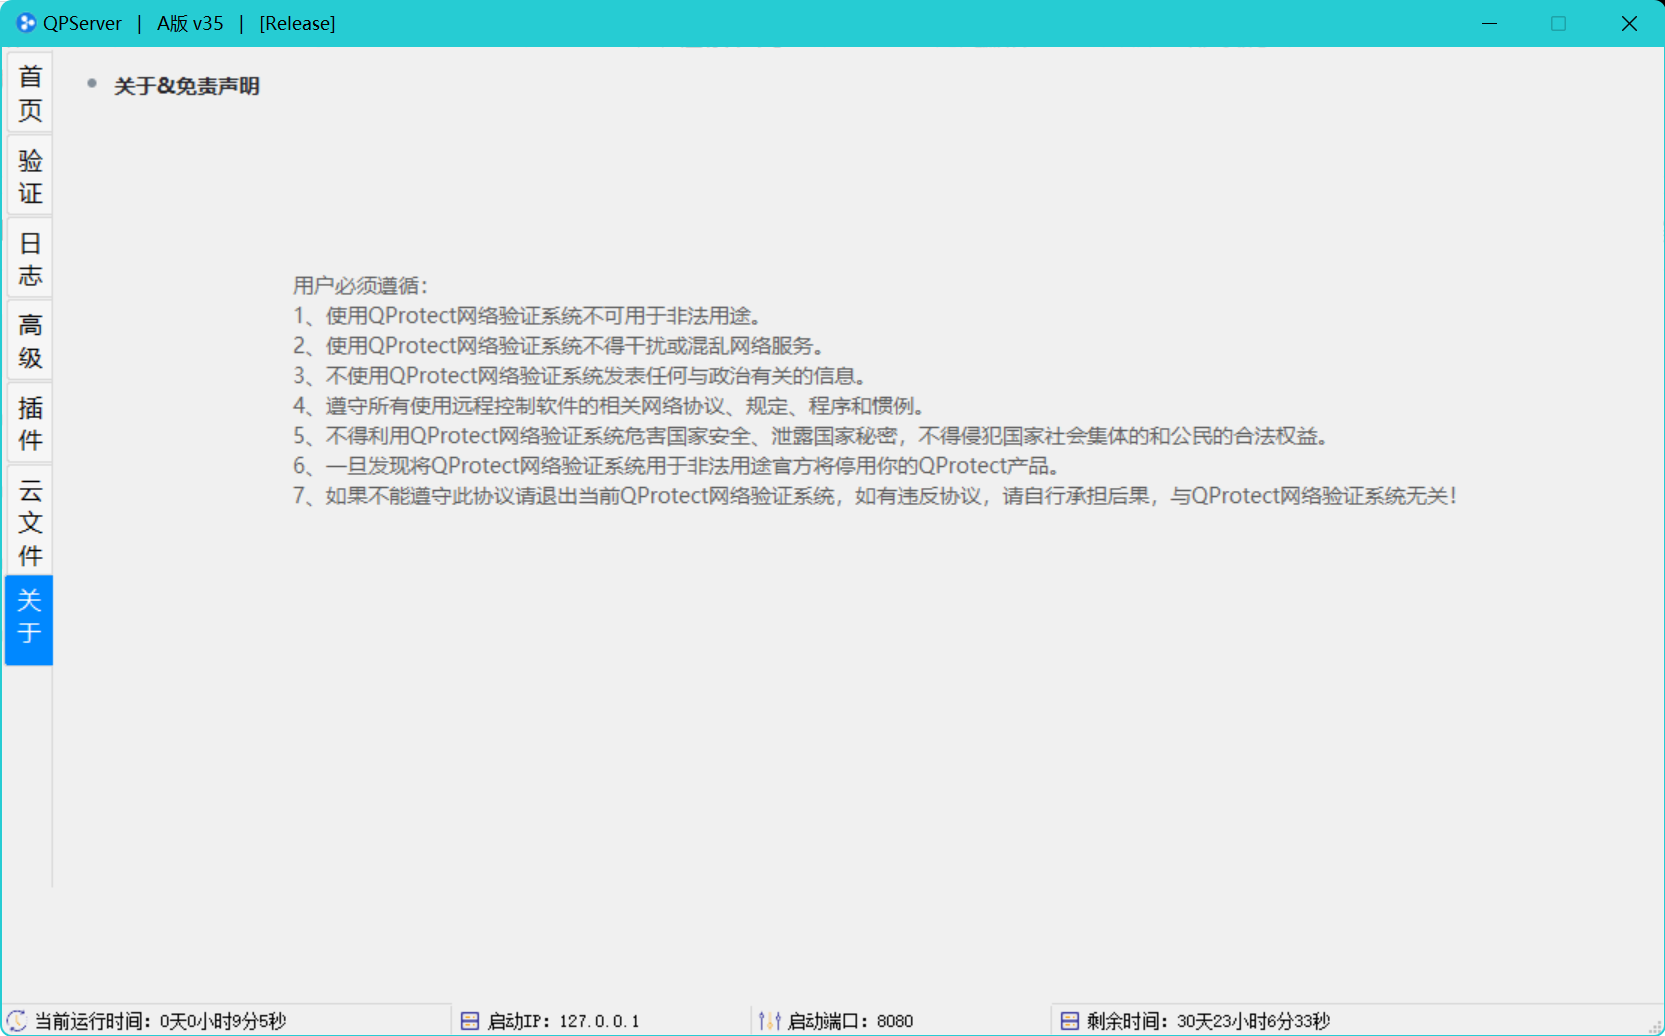 QPServer | A版 v35 | [Release]
首页
验证
日志
高级
插件
云文件
关于
关于&免责声明
用户必须遵循：
1、使用QProtect网络验证系统不可用于非法用途。
2、使用QProtect网络验证系统不得干扰或混乱网络服务。
3、不使用QProtect网络验证系统发表任何与政治有关的信息。
4、遵守所有使用远程控制软件的相关网络协议、规定、程序和惯例。
5、不得利用QProtect网络验证系统危害国家安全、泄露国家秘密，不得侵犯国家社会集体的和公民的合法权益。
6、一旦发现将QProtect网络验证系统用于非法用途官方将停用你的QProtect产品。
7、如果不能遵守此协议请退出当前QProtect网络验证系统，如有违反协议，请自行承担后果，与QProtect网络验证系统无关！
当前运行时间：0天0小时9分5秒
启动IP：127.0.0.1
启动端口：8080
剩余时间：30天23小时6分33秒